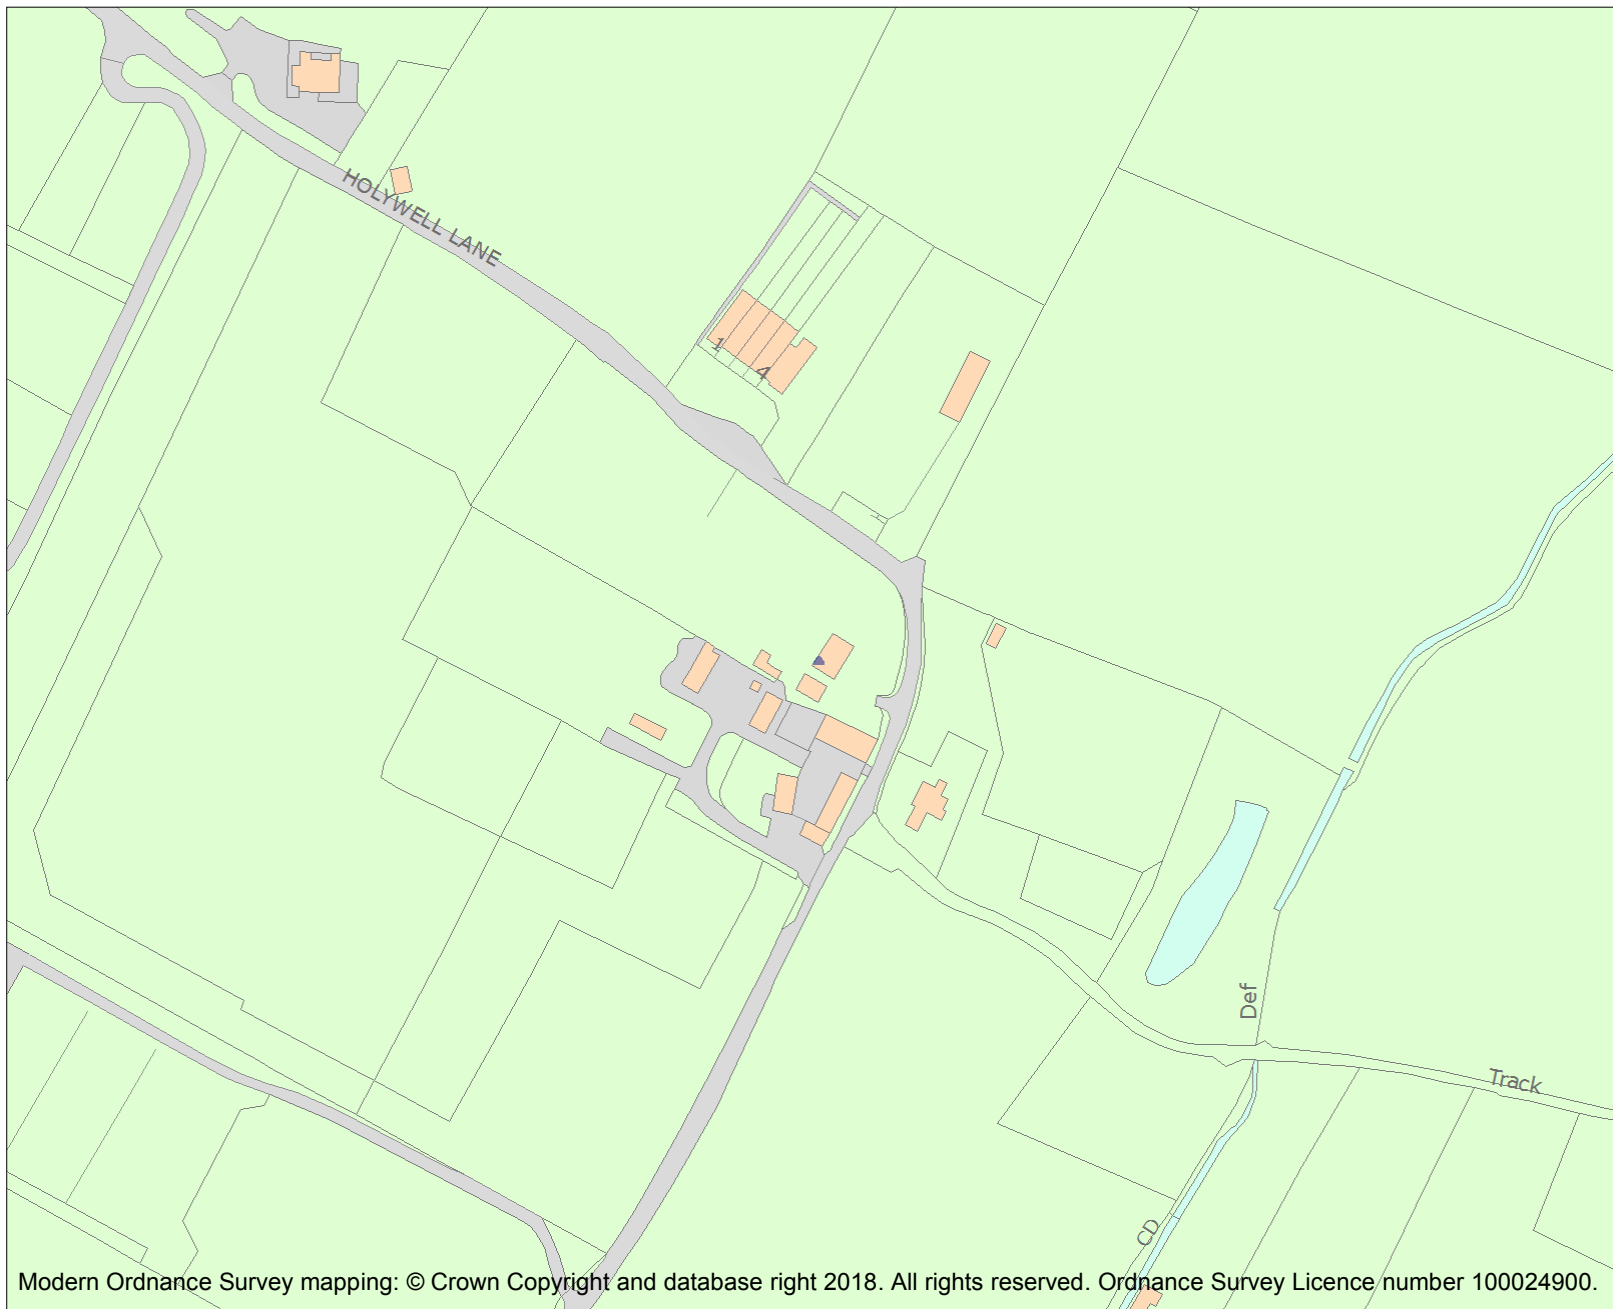 HOLYWELL LANE
1
4
Def
Track
CD
Modern Ordnance Survey mapping: © Crown Copyright and database right 2018. All rights reserved. Ordnance Survey Licence number 100024900.